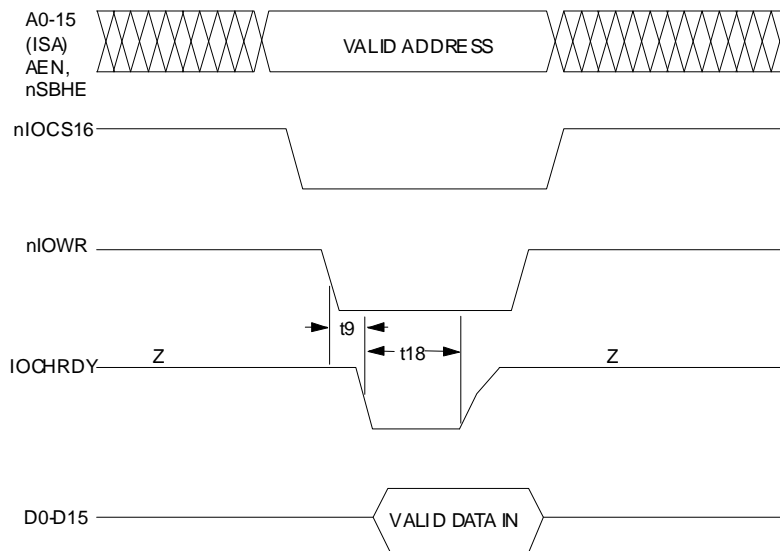 A0-15
(ISA)
AEN,
nSBHE
VALID ADDRESS
nIOCS16
nIOWR
t9
t18
IOCHRDY
Z
Z
D0-D15
VALID DATA IN